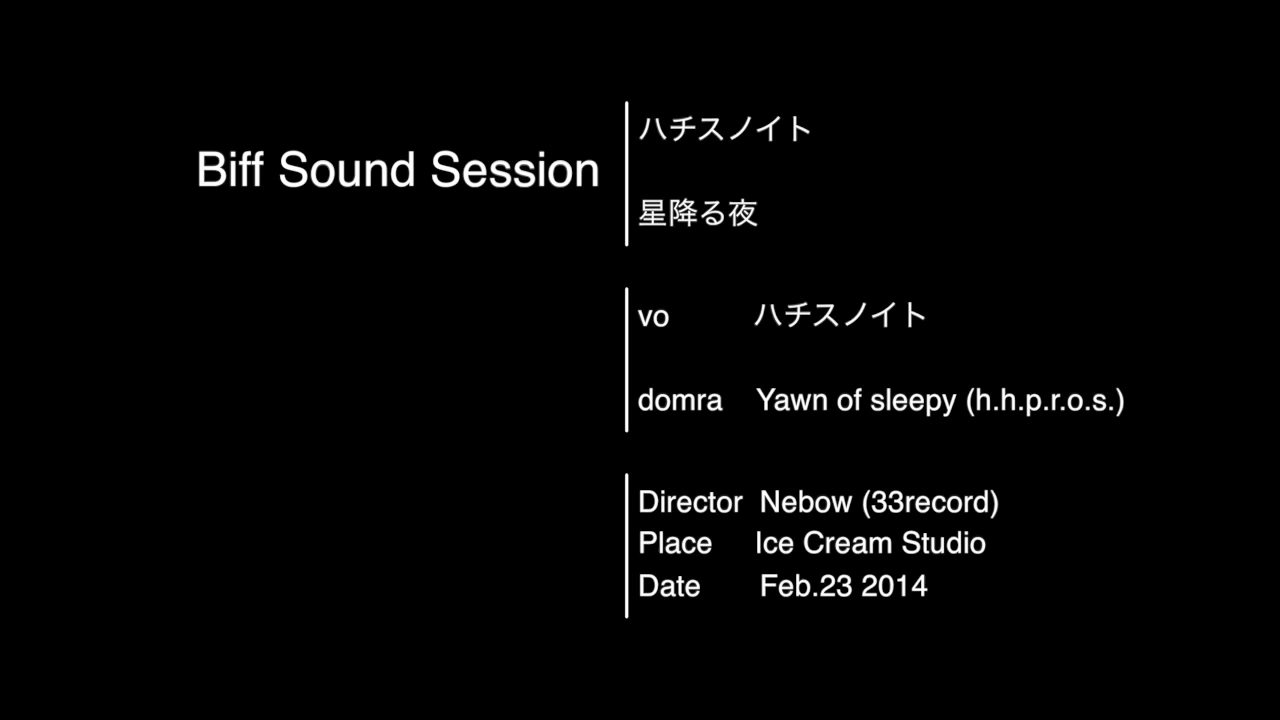 Biff Sound Session
ハチスノイト
星降る夜
vo ハチスノイト
domra Yawn of sleepy (h.h.p.r.o.s.)
Director Nebow (33record)
Place Ice Cream Studio
Date Feb.23 2014